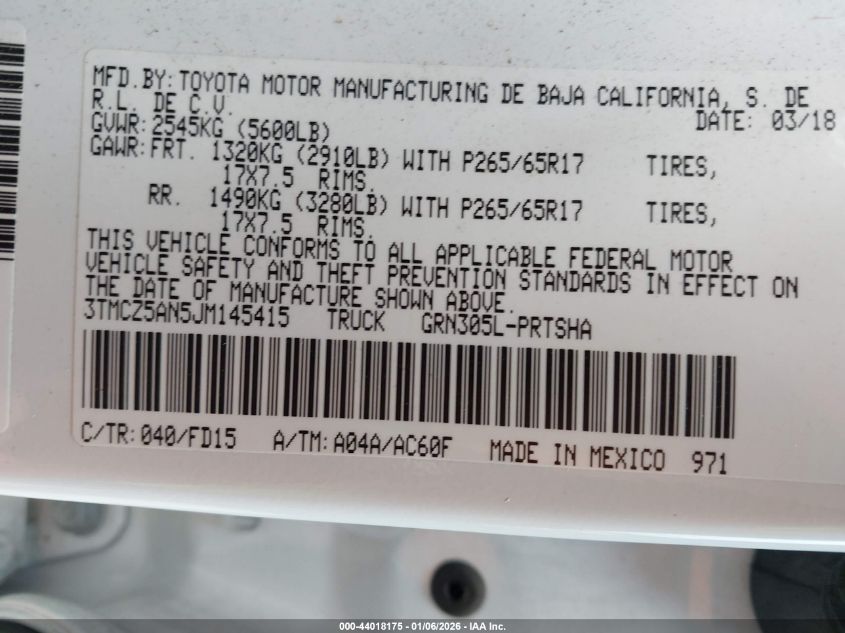 MFD.BY: TOYOTA MOTOR MANUFACTURING DE BAJA CALIFORNIA, S. DE
R.L. DE C.V. DATE: 03/18
GVWR: 2545KG (5600LB)
GAWR: FRT. 1320KG (2910LB) WITH P265/65R17 TIRES,
17X7.5 RIMS.
RR. 1490KG (3280LB) WITH P265/65R17 TIRES,
17X7.5 RIMS.
THIS VEHICLE CONFORMS TO ALL APPLICABLE FEDERAL MOTOR
VEHICLE SAFETY AND THEFT PREVENTION STANDARDS IN EFFECT ON
THE DATE OF MANUFACTURE SHOWN ABOVE.
3TMCZ5AN5JM145415 TRUCK GRN305L-PRTSHA
C/TR: 040/FD15 A/TM: A04A/AC60F MADE IN MEXICO 971
000-44018175 - 01/06/2026 - IAA Inc.